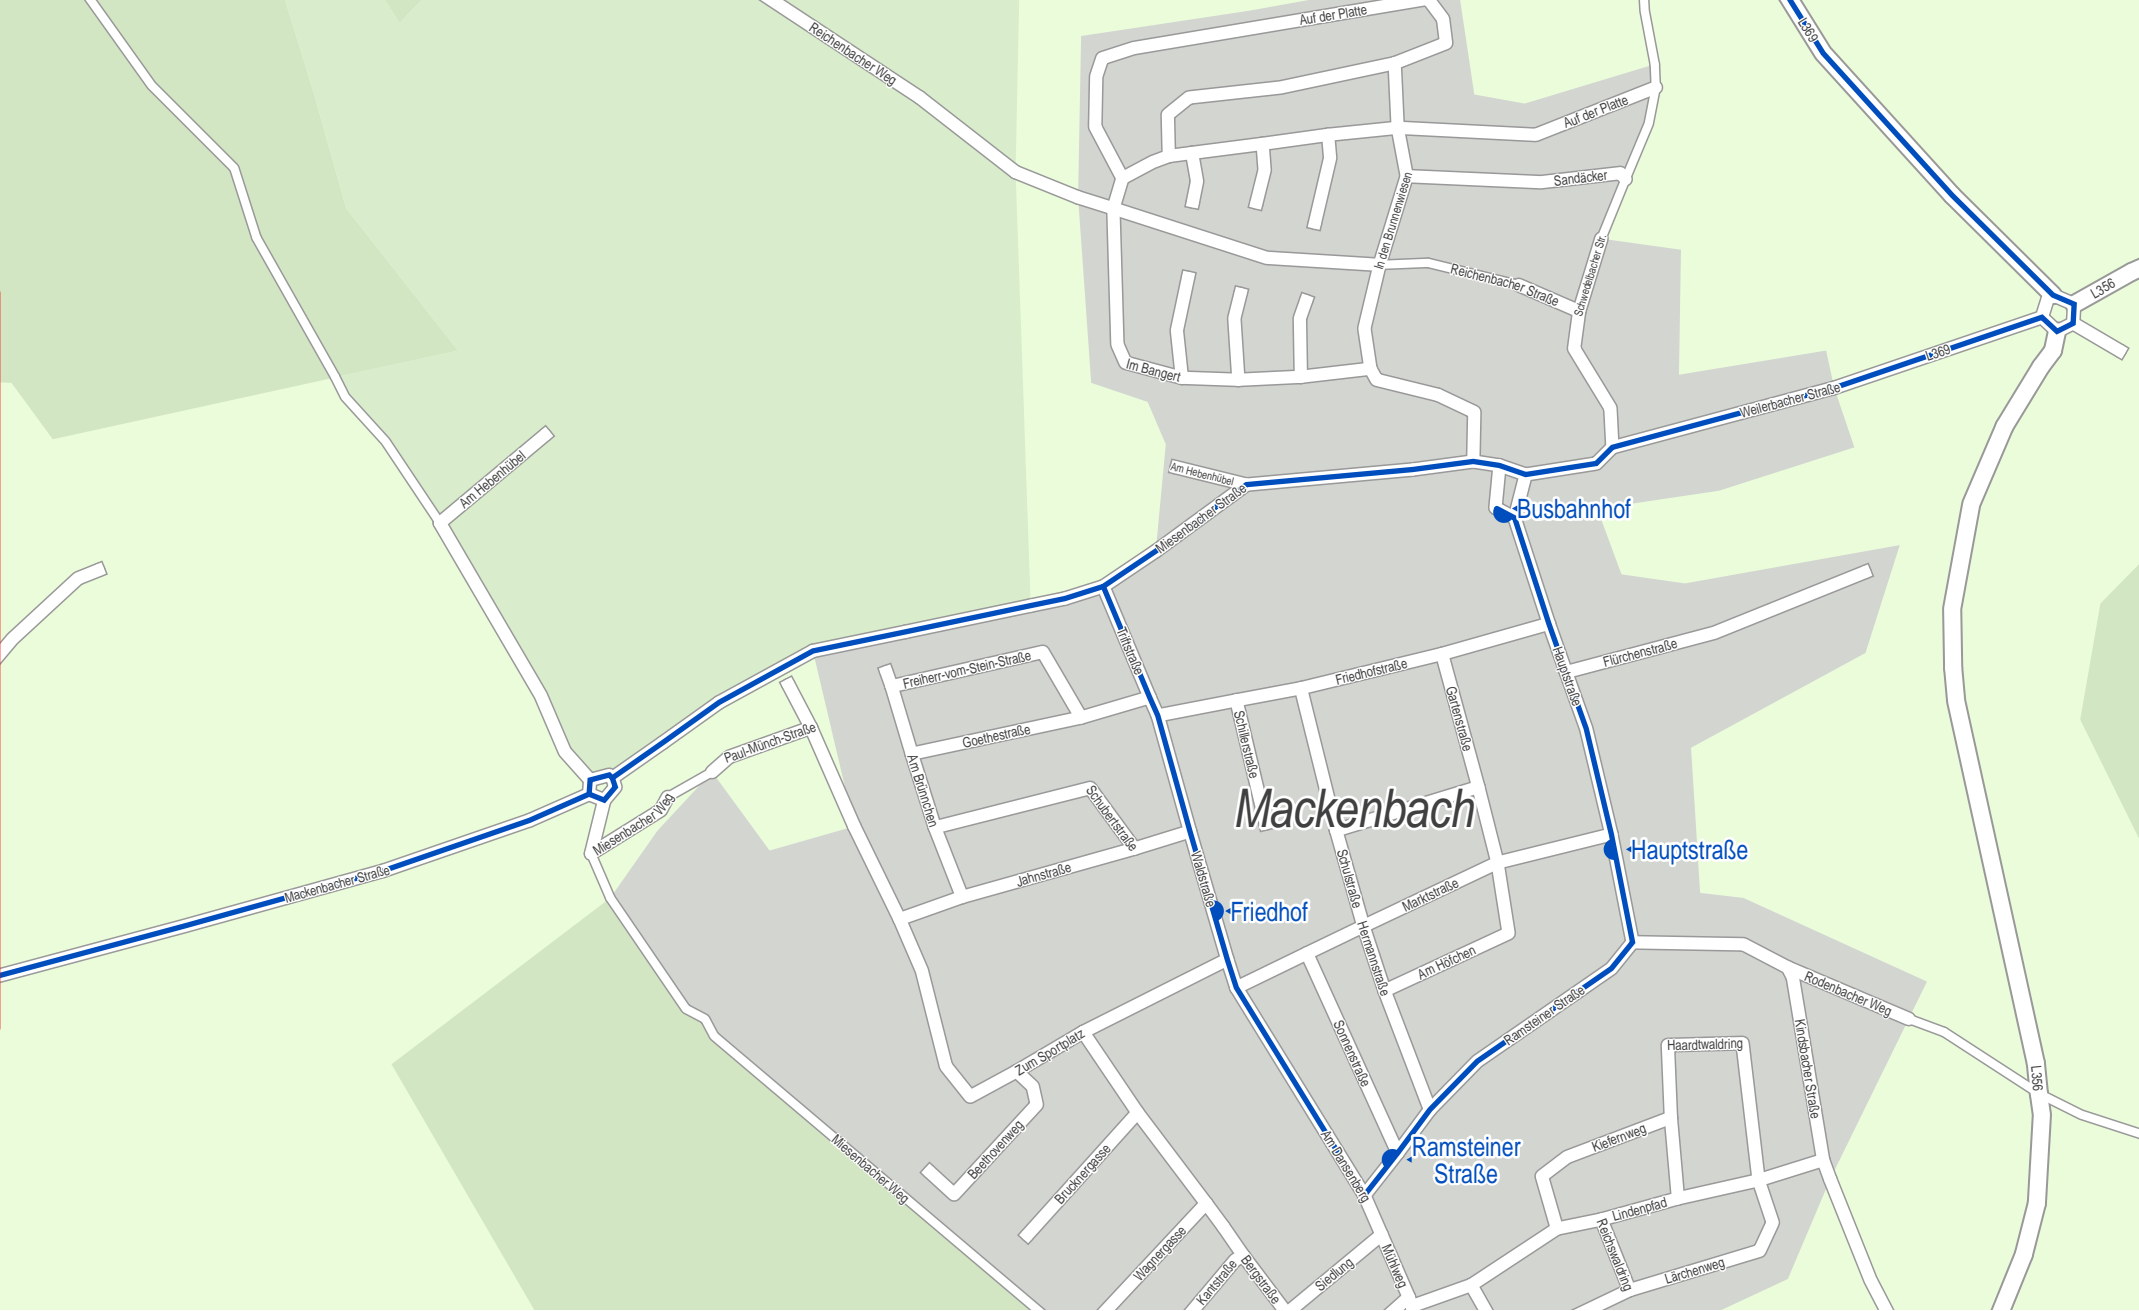 Auf der Platte
L369
Reichenbacher Weg
Auf der Platte
Sandäcker
In den Brunnenwiesen
Schwedelbacher Str.
Reichenbacher Straße
L356
L369
Im Bangert
Weilerbacher Straße
Am Hebenhübel
Am Hebenhübel
Miesenbacher Straße
Busbahnhof
Triftstraße
Freiherr-vom-Stein-Straße
Friedhofstraße
Hauptstraße
Flürchenstraße
Gartenstraße
Goethestraße
Schillerstraße
Paul-Münch-Straße
Am Brünnchen
Schubertstraße
Mackenbach
Miesenbacher Weg
Hauptstraße
Mackenbacher Straße
Jahnstraße
Waldstraße
Schulstraße
Marktstraße
Friedhof
Hermannstraße
Am Höfchen
Ramsteiner Straße
Rodenbacher Weg
Sonnenstraße
Zum Sportplatz
Haardtwaldring
Kindsbacher Straße
L356
Beethovenweg
Miesenbacher Weg
Brucknergasse
Am Dansenberg
Ramsteiner
Straße
Kiefernweg
Lindenpfad
Reichswaldring
Lärchenweg
Wagnergasse
Kantstraße
Bergstraße
Siedlung
Mühlweg